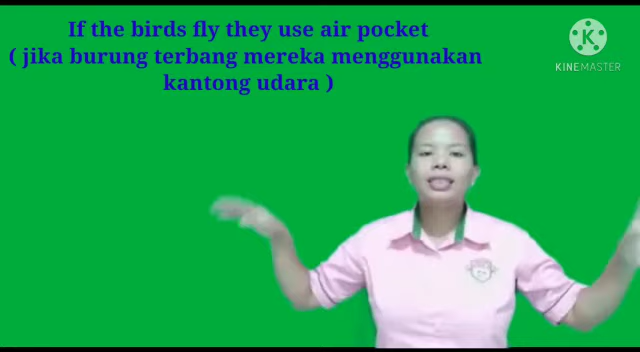 If the birds fly they use air pocket
( jika burung terbang mereka menggunakan
kantong udara )
KINEMASTER